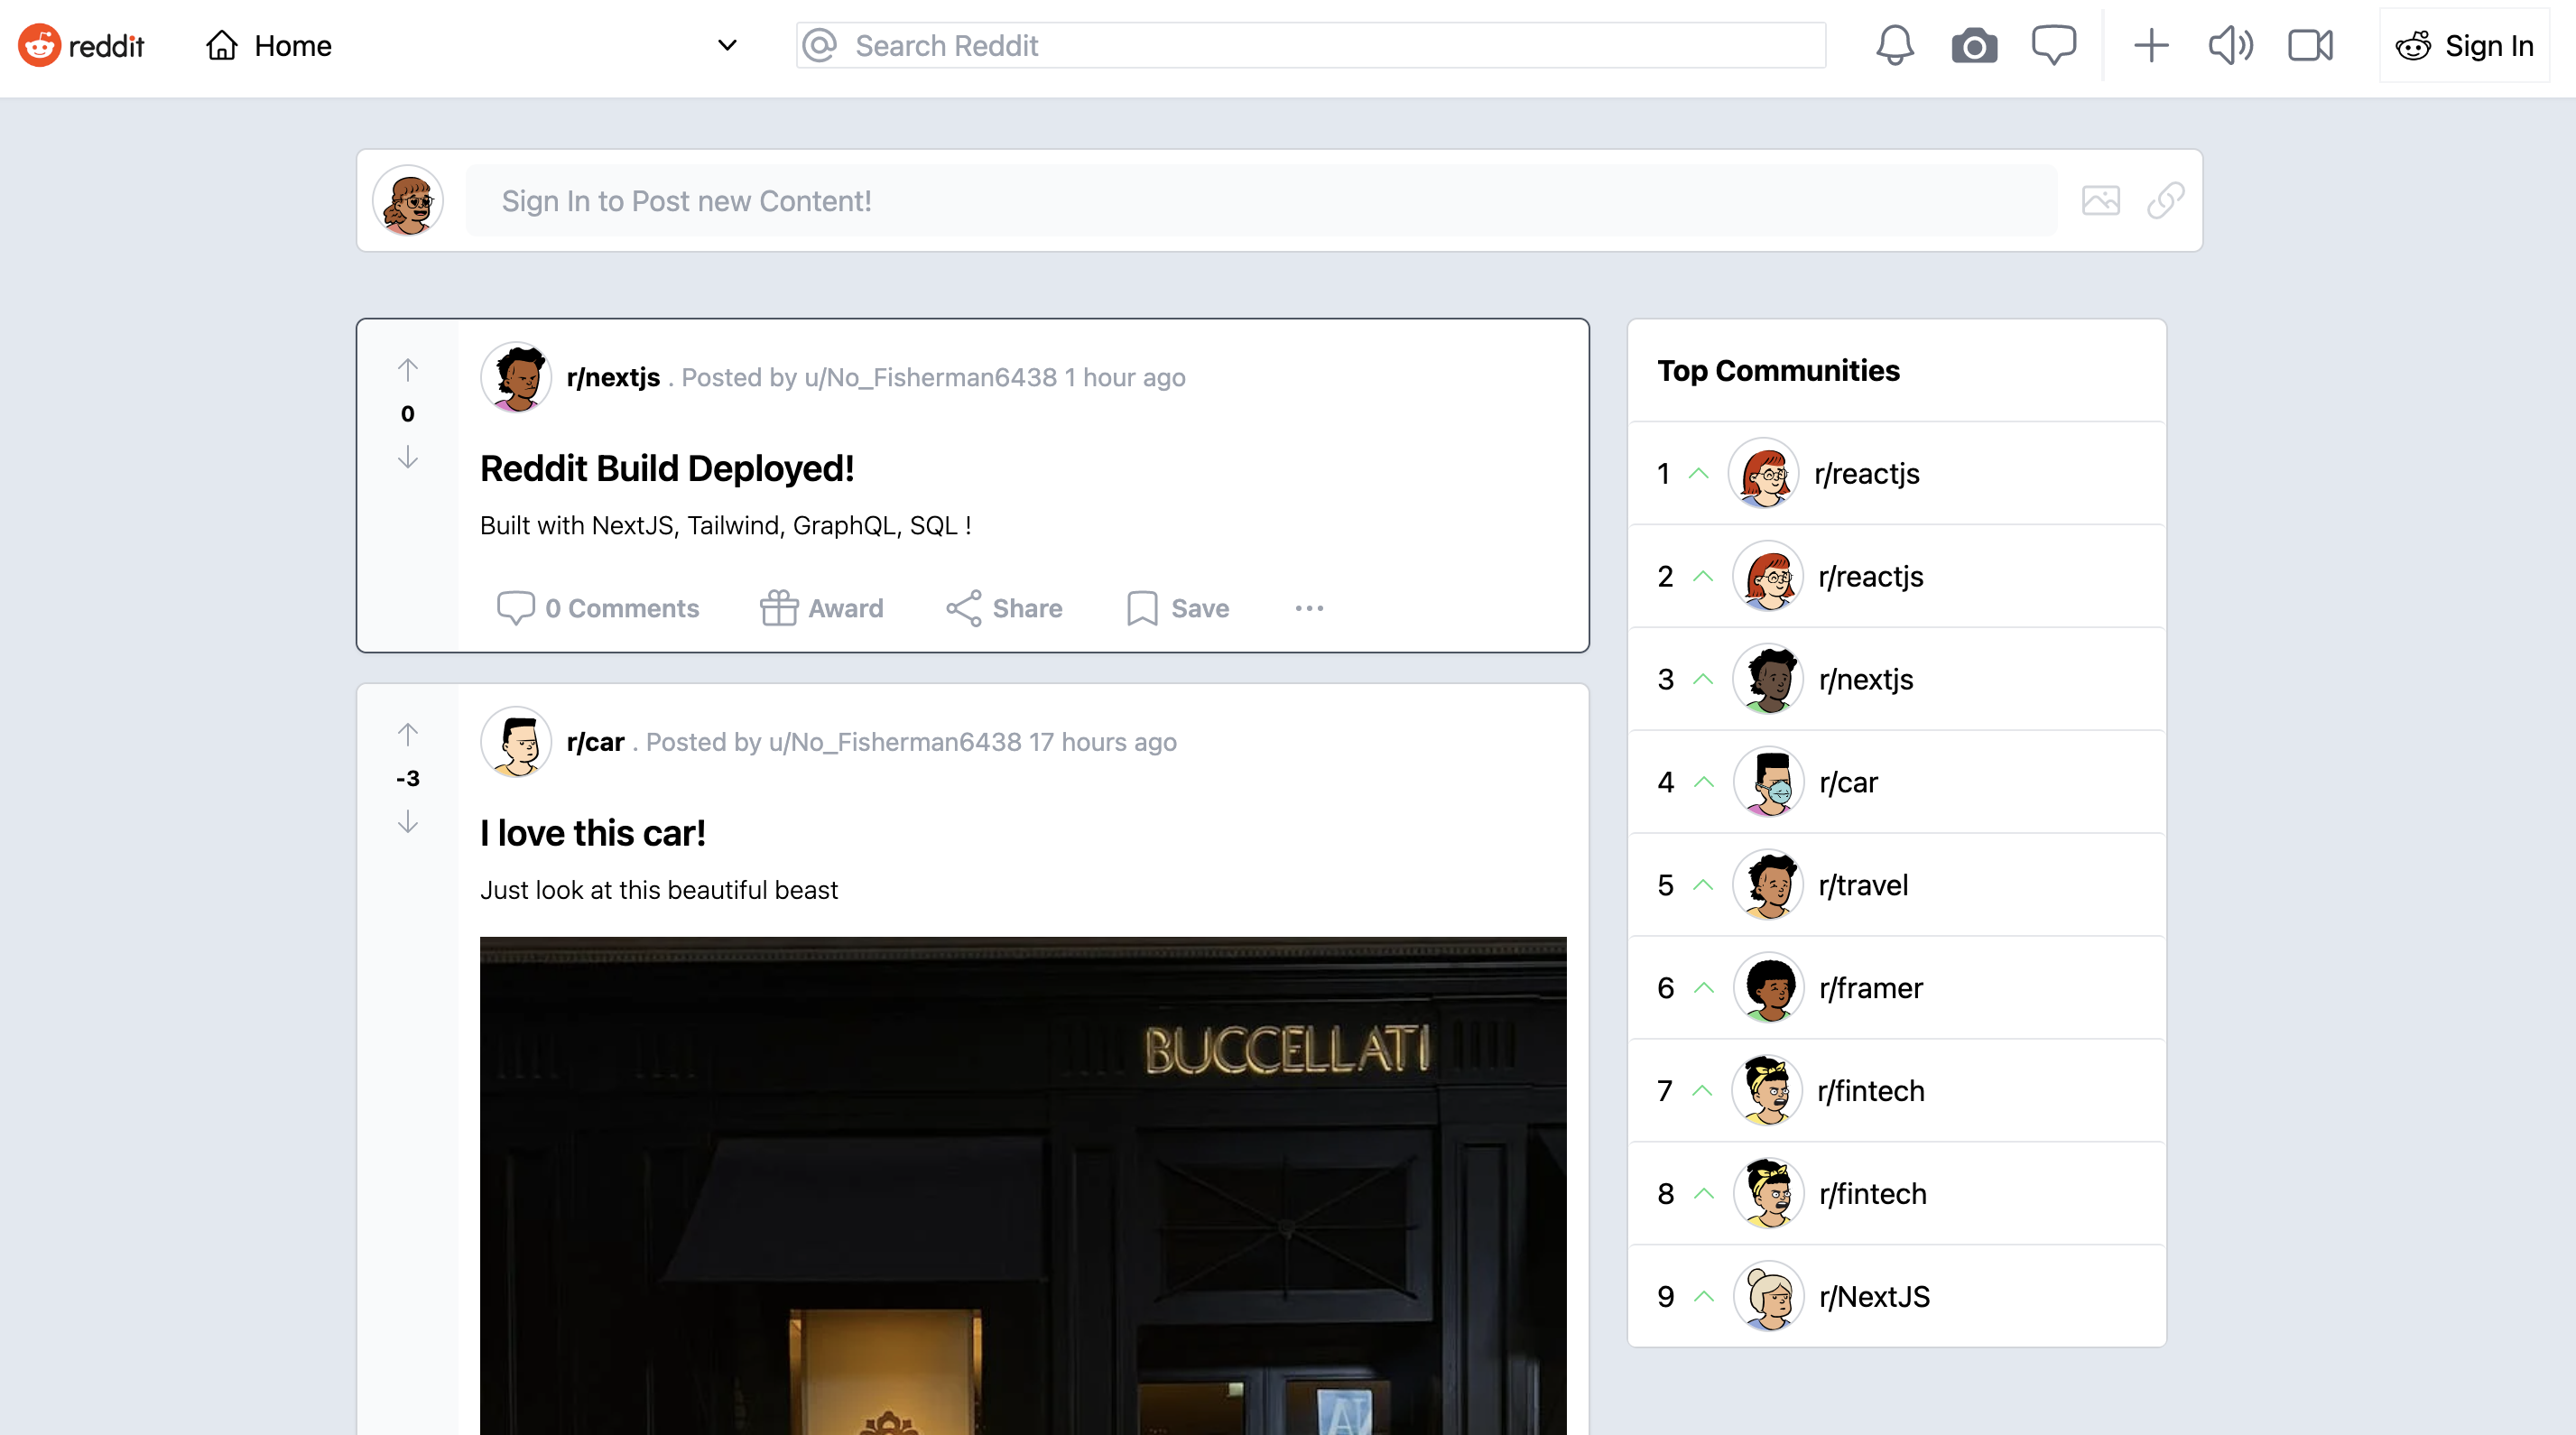 reddit
Home
Search Reddit
Sign In
Sign In to Post new Content!
r/nextjs . Posted by u/No_Fisherman6438 1 hour ago
0
Reddit Build Deployed!
Built with NextJS, Tailwind, GraphQL, SQL !
0 Comments
Award
Share
Save
r/car . Posted by u/No_Fisherman6438 17 hours ago
-3
I love this car!
Just look at this beautiful beast
BUCCELLATI
Top Communities
1 r/reactjs
2 r/reactjs
3 r/nextjs
4 r/car
5 r/travel
6 r/framer
7 r/fintech
8 r/fintech
9 r/NextJS